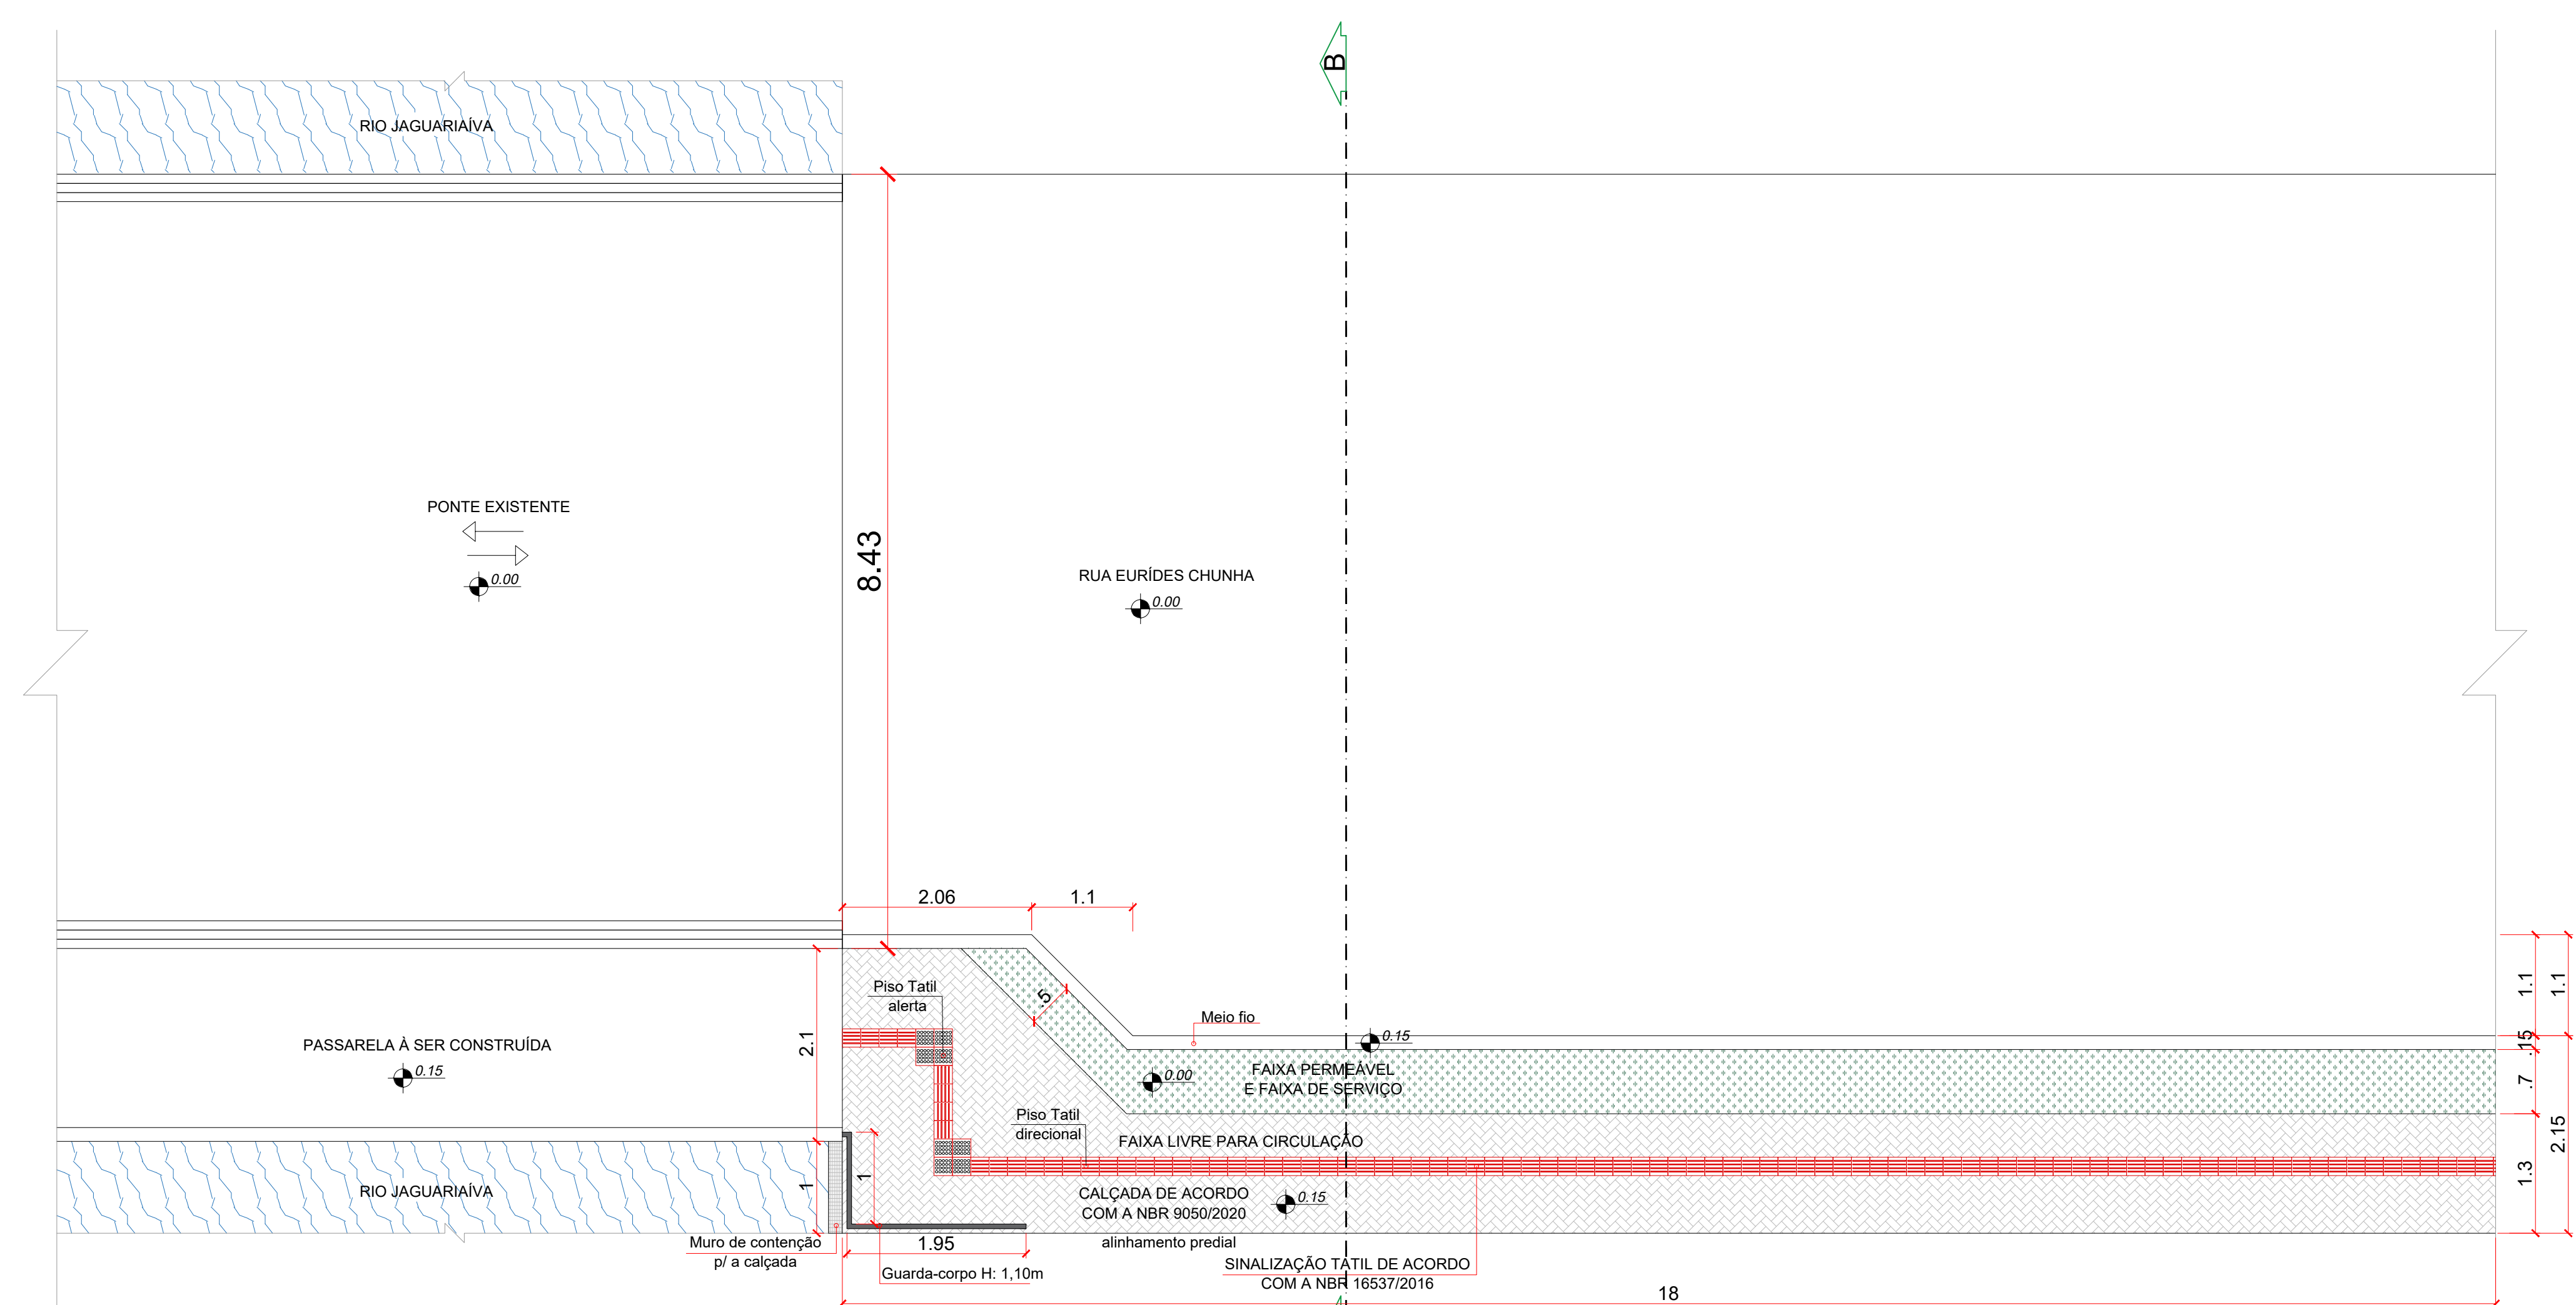 B
RIO JAGUARIAÍVA
PONTE EXISTENTE
0.00
8.43
RUA EURÍDES CHUNHA
0.00
2.06
1.1
Piso Tatil
alerta
.5
Meio fio
0.15
1.1
1.1
PASSARELA À SER CONSTRUÍDA
0.15
2.1
0.00
FAIXA PERMEÁVEL
E FAIXA DE SERVIÇO
.15
.7
Piso Tatil
direcional
FAIXA LIVRE PARA CIRCULAÇÃO
2.15
RIO JAGUARIAÍVA
1
1
CALÇADA DE ACORDO
COM A NBR 9050/2020
0.15
1.3
Muro de contenção
p/ a calçada
1.95
alinhamento predial
Guarda-corpo H: 1,10m
SINALIZAÇÃO TÁTIL DE ACORDO
COM A NBR 16537/2016
18